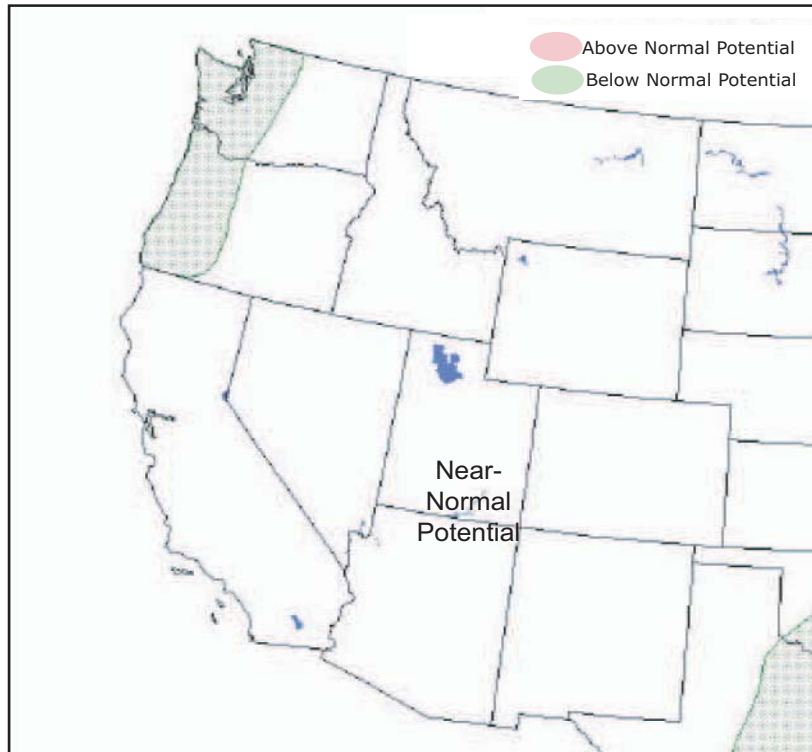 Above Normal Potential
Below Normal Potential
Near-
Normal
Potential